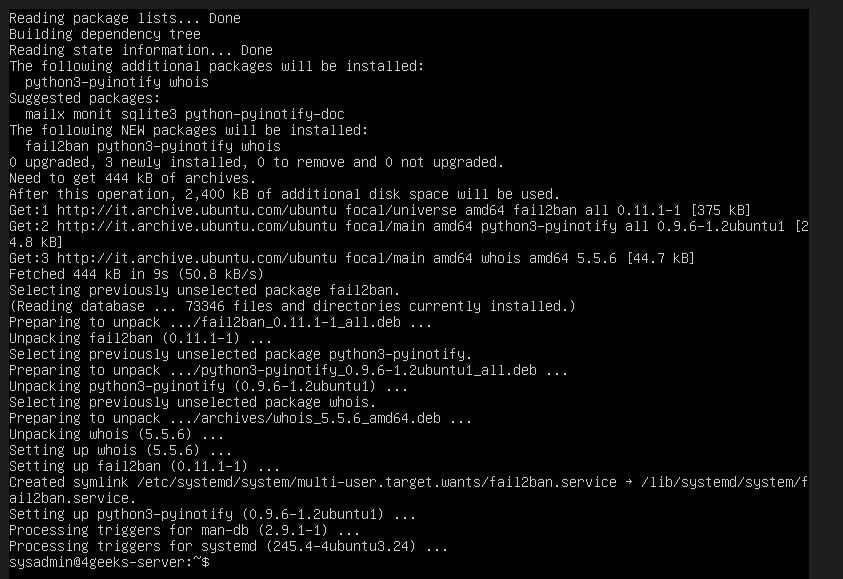 Reading package lists... Done
Building dependency tree
Reading state information... Done
The following additional packages will be installed:
  python3-pyinotify whois
Suggested packages:
  mailx monit sqlite3 python-pyinotify-doc
The following NEW packages will be installed:
  fail2ban python3-pyinotify whois
0 upgraded, 3 newly installed, 0 to remove and 0 not upgraded.
Need to get 444 kB of archives.
After this operation, 2,400 kB of additional disk space will be used.
Get:1 http://it.archive.ubuntu.com/ubuntu focal/universe amd64 fail2ban all 0.11.1-1 [375 kB]
Get:2 http://it.archive.ubuntu.com/ubuntu focal/main amd64 python3-pyinotify all 0.9.6-1.2ubuntu1 [2
4.8 kB]
Get:3 http://it.archive.ubuntu.com/ubuntu focal/main amd64 whois amd64 5.5.6 [44.7 kB]
Fetched 444 kB in 9s (50.8 kB/s)
Selecting previously unselected package fail2ban.
(Reading database ... 73346 files and directories currently installed.)
Preparing to unpack .../fail2ban_0.11.1-1_all.deb ...
Unpacking fail2ban (0.11.1-1) ...
Selecting previously unselected package python3-pyinotify.
Preparing to unpack .../python3-pyinotify_0.9.6-1.2ubuntu1_all.deb ...
Unpacking python3-pyinotify (0.9.6-1.2ubuntu1) ...
Selecting previously unselected package whois.
Preparing to unpack .../archives/whois_5.5.6_amd64.deb ...
Unpacking whois (5.5.6) ...
Setting up whois (5.5.6) ...
Setting up fail2ban (0.11.1-1) ...
Created symlink /etc/systemd/system/multi-user.target.wants/fail2ban.service → /lib/systemd/system/f
ail2ban.service.
Setting up python3-pyinotify (0.9.6-1.2ubuntu1) ...
Processing triggers for man-db (2.9.1-1) ...
Processing triggers for systemd (245.4-4ubuntu3.24) ...
sysadmin@4geeks-server:~$